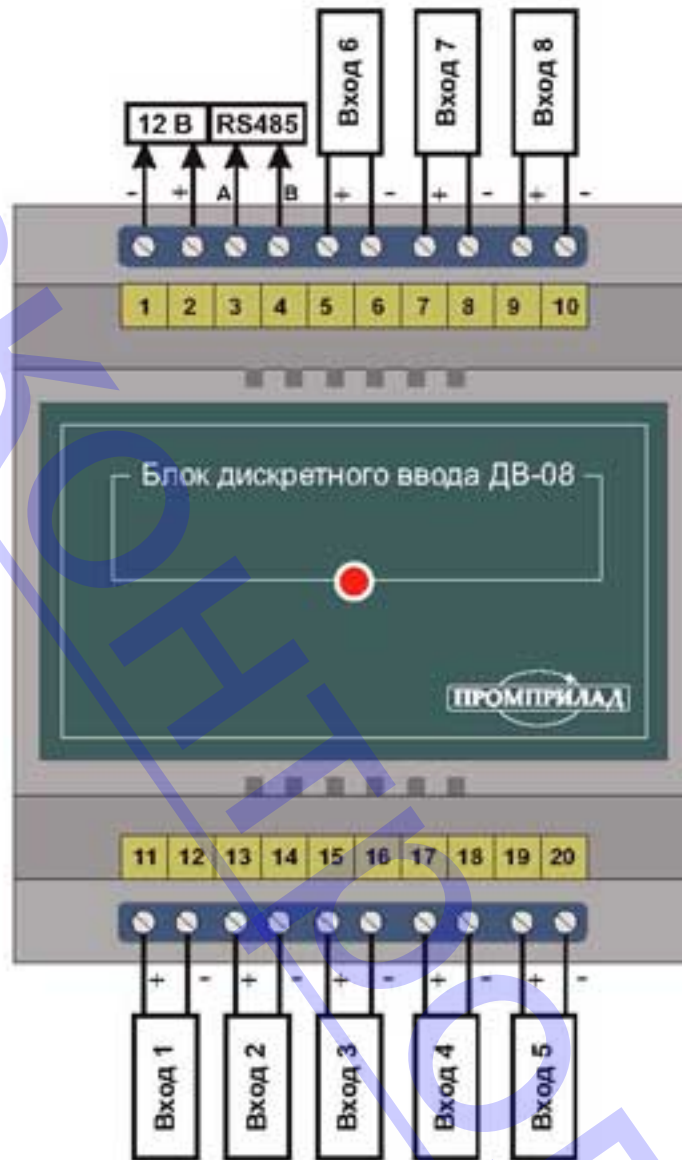 Вход 6
Вход 7
Вход 8
12 В RS485
- + A B + - + - + -
1 2 3 4 5 6 7 8 9 10
Блок дискретного ввода ДВ-08
ПРОМПРИЛАД
11 12 13 14 15 16 17 18 19 20
+ - + - + - + - + -
Вход 1
Вход 2
Вход 3
Вход 4
Вход 5